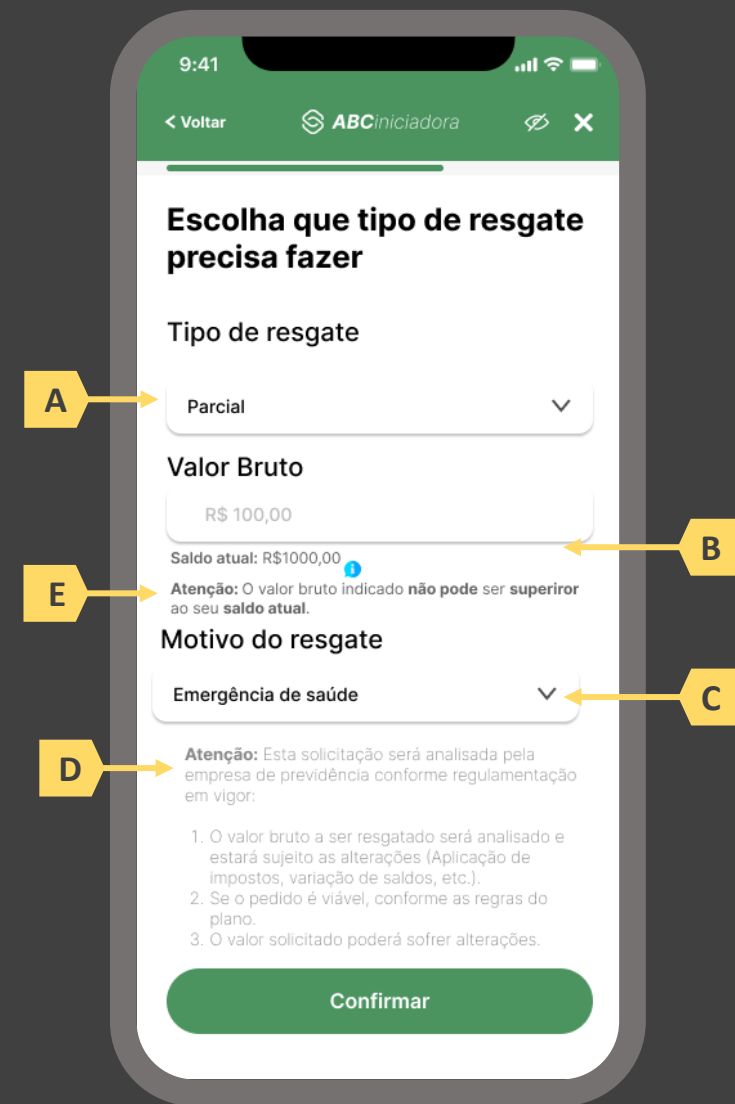 9:41
< Voltar
ABCiniciadora
Escolha que tipo de resgate
precisa fazer
Tipo de resgate
A
Parcial
Valor Bruto
R$ 100,00
B
Saldo atual: R$1000,00
i
E
Atenção: O valor bruto indicado não pode ser superiror
ao seu saldo atual.
Motivo do resgate
Emergência de saúde
C
D
Atenção: Esta solicitação será analisada pela
empresa de previdência conforme regulamentação
em vigor:
1. O valor bruto a ser resgatado será analisado e
estará sujeito as alterações (Aplicação de
impostos, variação de saldos, etc.).
2. Se o pedido é viável, conforme as regras do
plano.
3. O valor solicitado poderá sofrer alterações.
Confirmar